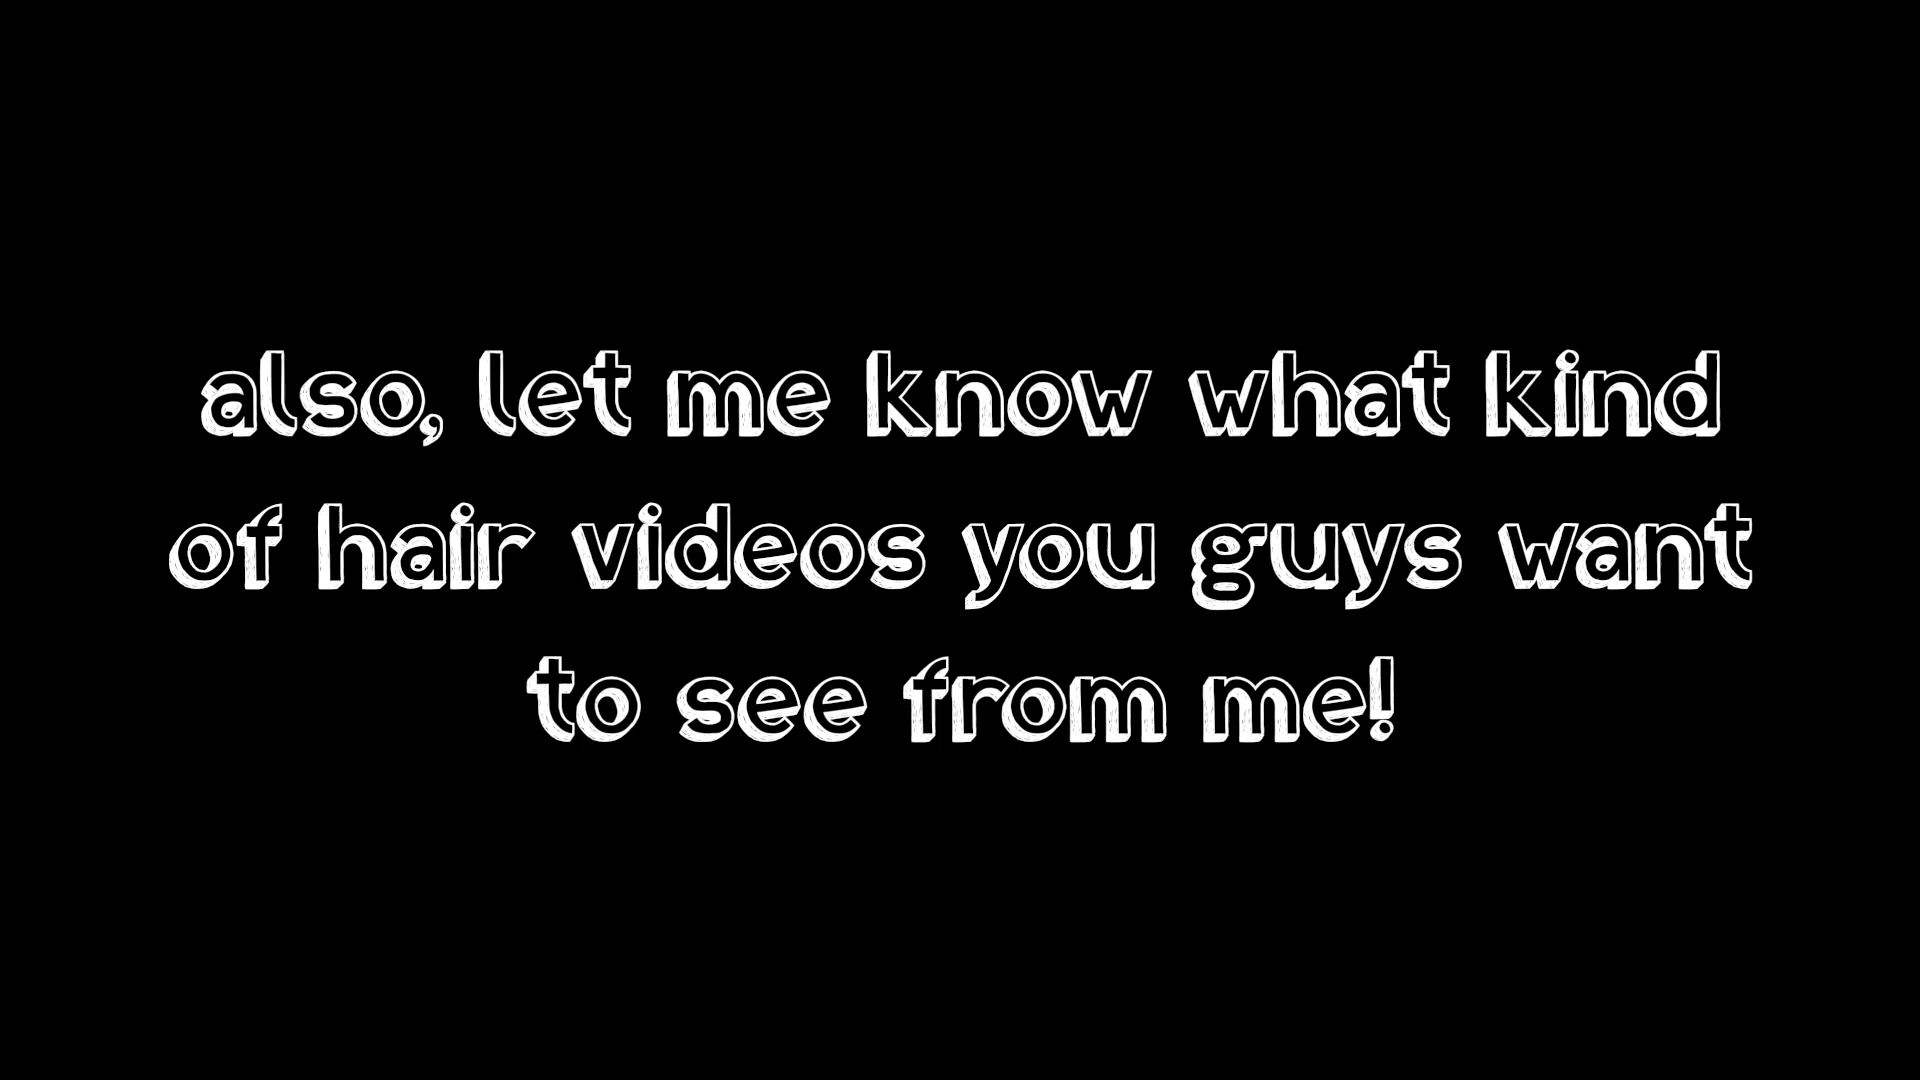 also, let me know what kind
of hair videos you guys want
to see from me!